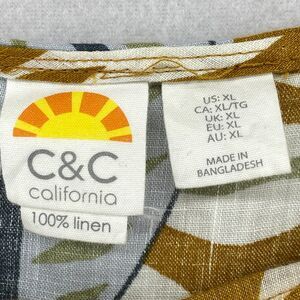 C&C
california
100% linen
US: XL
CA: XL/TG
UK: XL
EU: XL
AU: XL
MADE IN
BANGLADESH